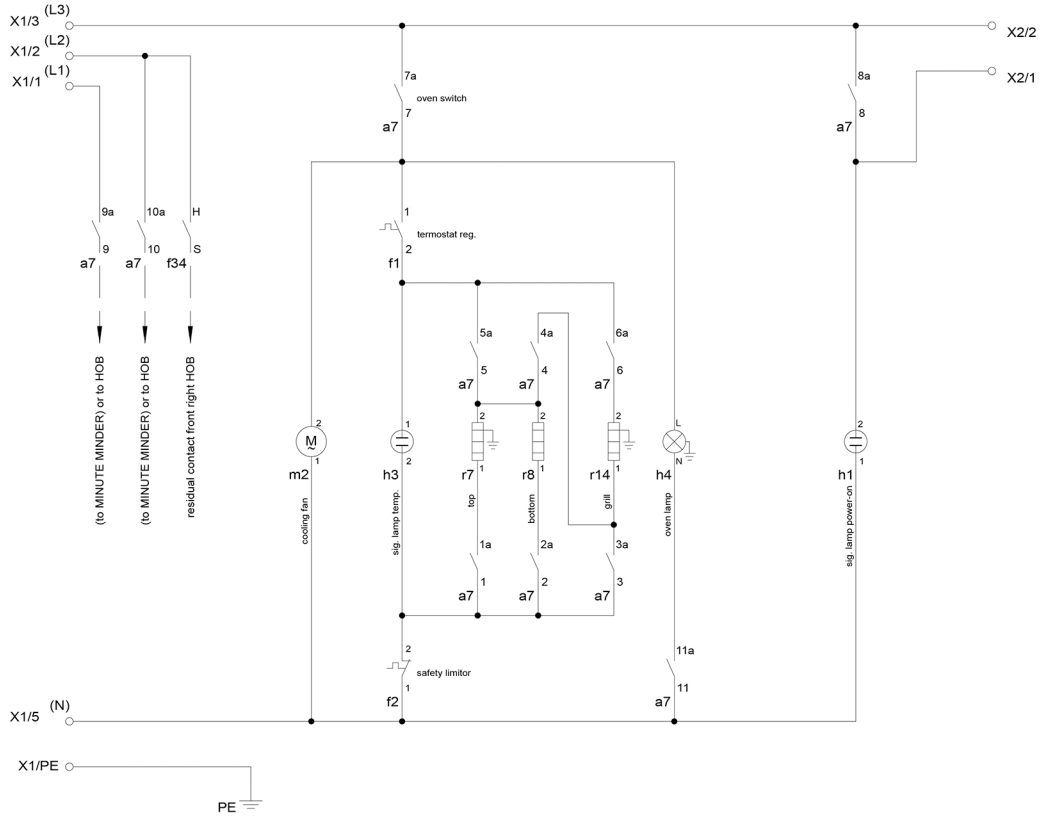 X1/3 (L3)
X1/2 (L2)
X1/1 (L1)
X2/2
X2/1
7a
oven switch
7
a7
8a
8
a7
9a
9
a7
10a
10
a7
H
S
f34
1
termostat reg.
2
f1
5a
5
a7
4a
4
a7
6a
6
a7
(to MINUTE MINDER) or to HOB
(to MINUTE MINDER) or to HOB
residual contact front right HOB
2
M
~
1
m2
cooling fan
1
2
h3
sig. lamp temp.
2
1
r7
top
2
1
r8
bottom
2
1
r14
grill
L
N
h4
oven lamp
2
1
h1
sig. lamp power-on
1a
1
a7
2a
2
a7
3a
3
a7
2
safety limitor
1
f2
11a
11
a7
X1/5 (N)
X1/PE
PE